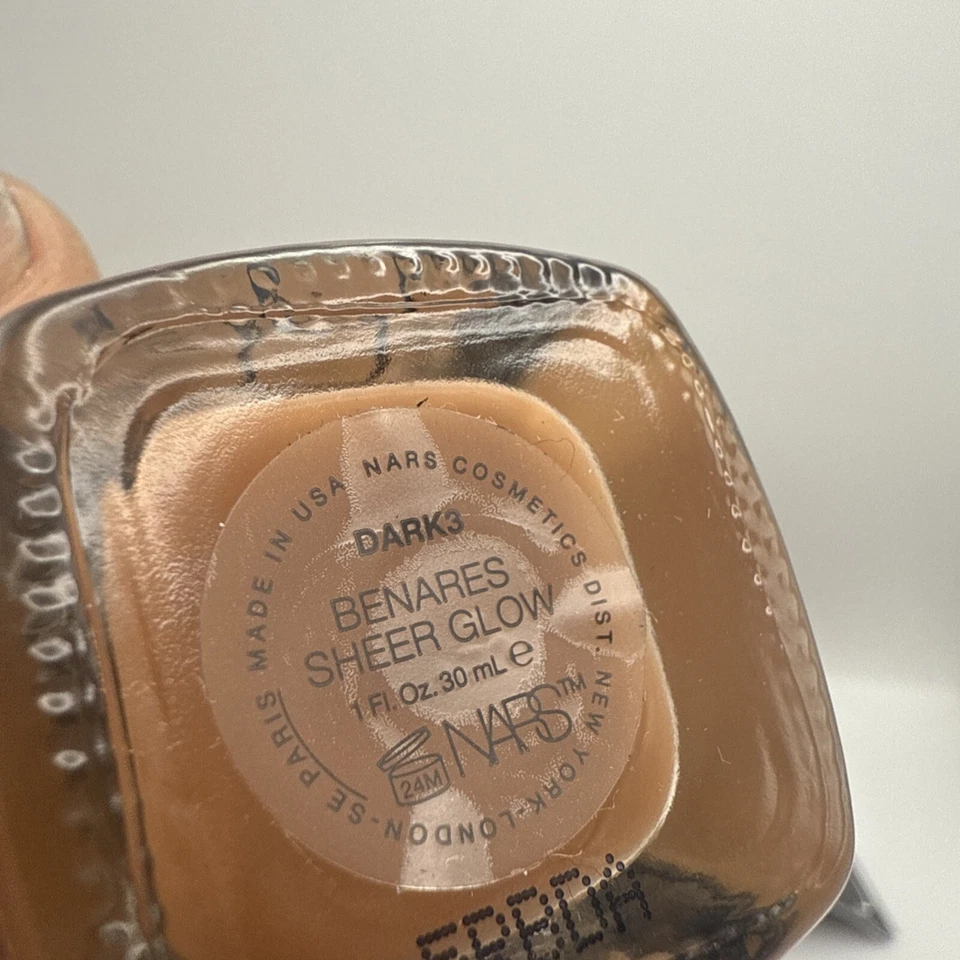 NARS COSMETICS DIST. NEW YORK-LONDON-SE PARIS MADE IN USA
DARK3
BENARES
SHEER GLOW
1 Fl. Oz. 30 mL e
NARS™
24M